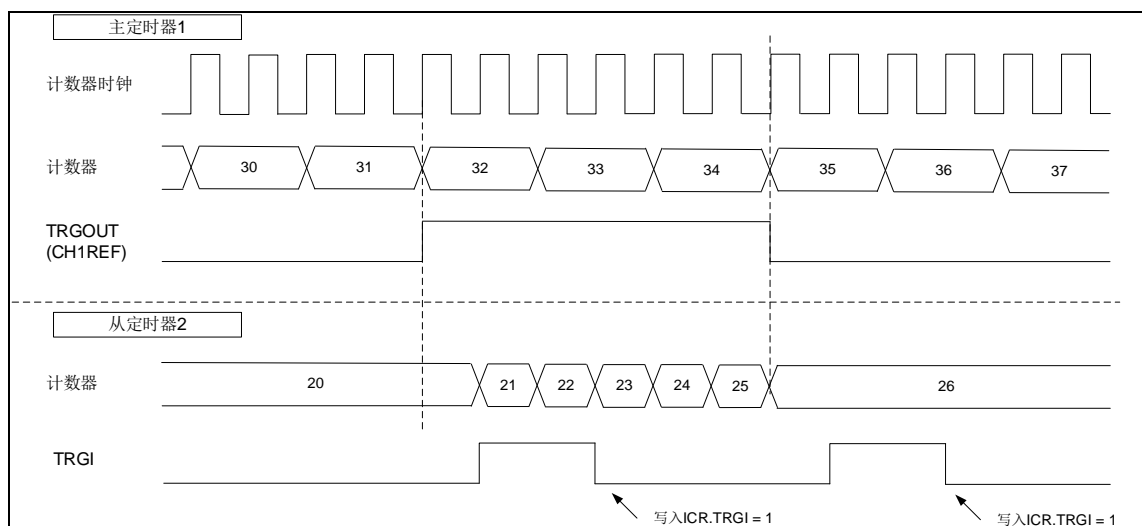 主定时器1
计数器时钟
计数器
30 31 32 33 34 35 36 37
TRGOUT
(CH1REF)
从定时器2
计数器
20 21 22 23 24 25 26
TRGI
写入ICR.TRGI = 1 写入ICR.TRGI = 1